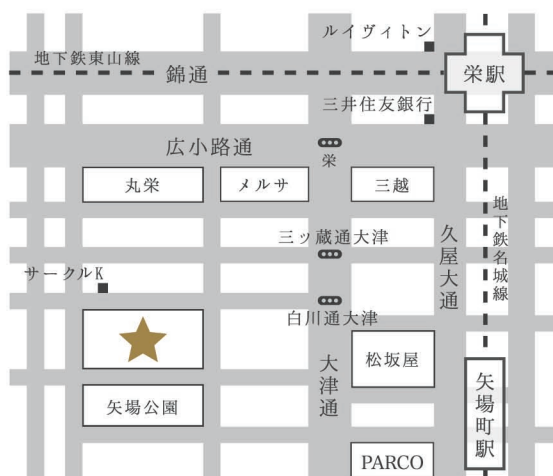 ルイヴィトン
地下鉄東山線
錦通
栄駅
三井住友銀行
広小路通
栄
丸栄
メルサ
三越
地下鉄名城線
久屋大通
三ッ蔵通大津
サークルK
白川通大津
大津通
松坂屋
矢場公園
矢場町駅
PARCO